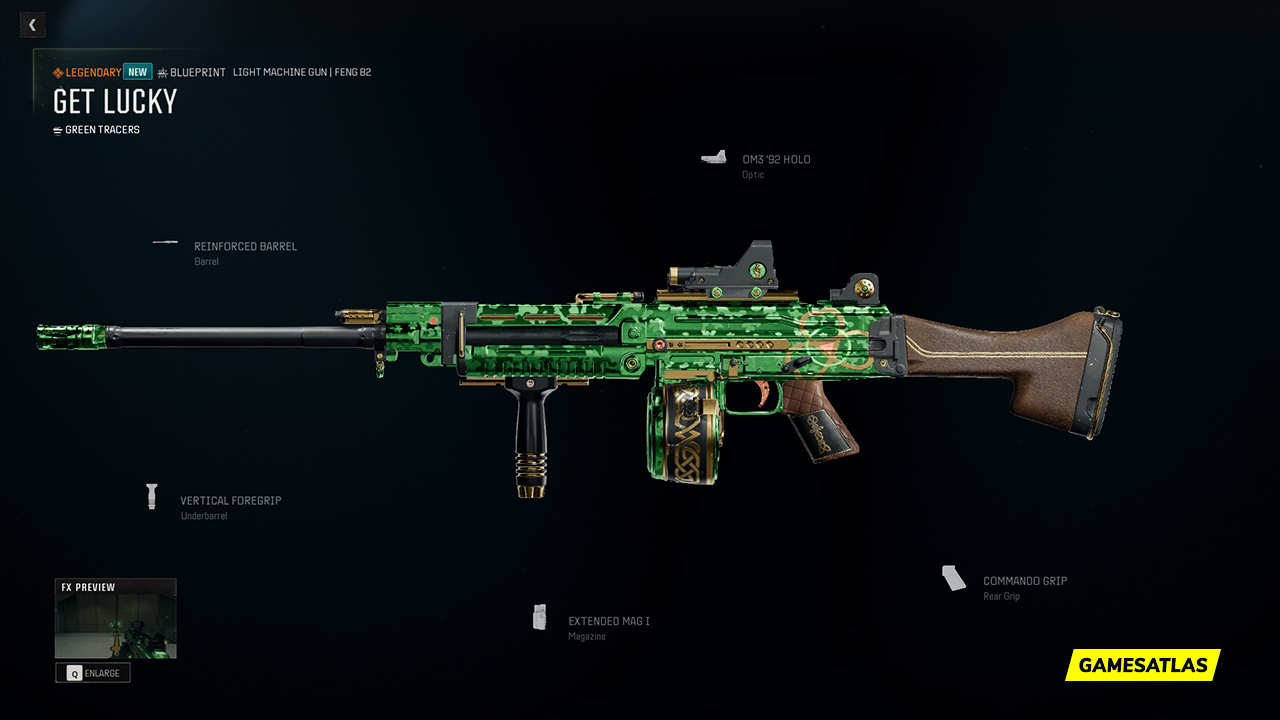 LEGENDARY NEW BLUEPRINT LIGHT MACHINE GUN | FENG 82
GET LUCKY
GREEN TRACERS
OM3 '92 HOLO
Optic
REINFORCED BARREL
Barrel
VERTICAL FOREGRIP
Underbarrel
FX PREVIEW
COMMANDO GRIP
Rear Grip
EXTENDED MAG I
Magazine
Q ENLARGE
GAMESATLAS